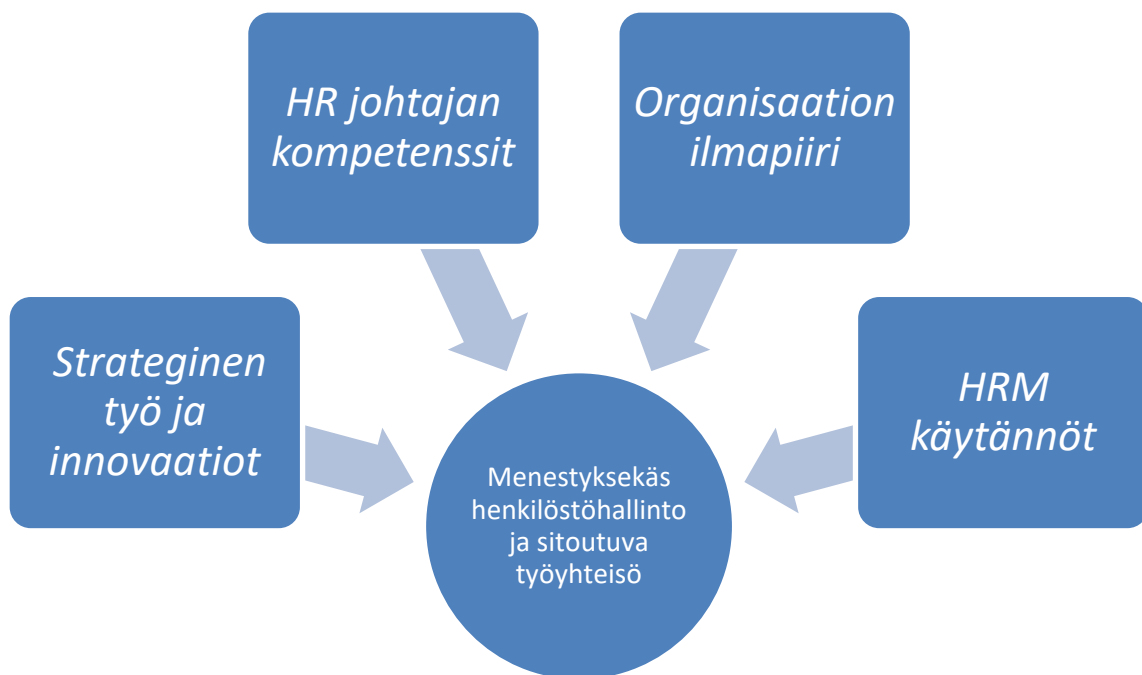 HR johtajan
kompetenssit
Organisaation
ilmapiiri
Strateginen
työ ja
innovaatiot
HRM
käytännöt
Menestyksekäs
henkilöstöhallinto
ja sitoutuva
työyhteisö